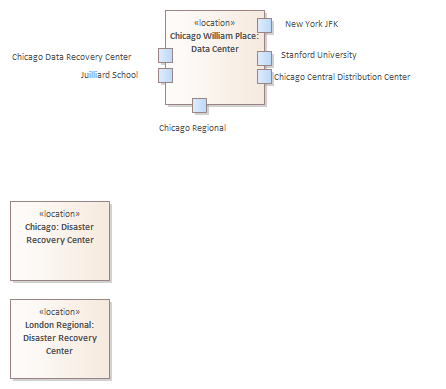 «location»
Chicago William Place:
Data Center
New York JFK
Chicago Data Recovery Center
Stanford University
Juilliard School
Chicago Central Distribution Center
Chicago Regional
«location»
Chicago: Disaster
Recovery Center
«location»
London Regional:
Disaster Recovery
Center